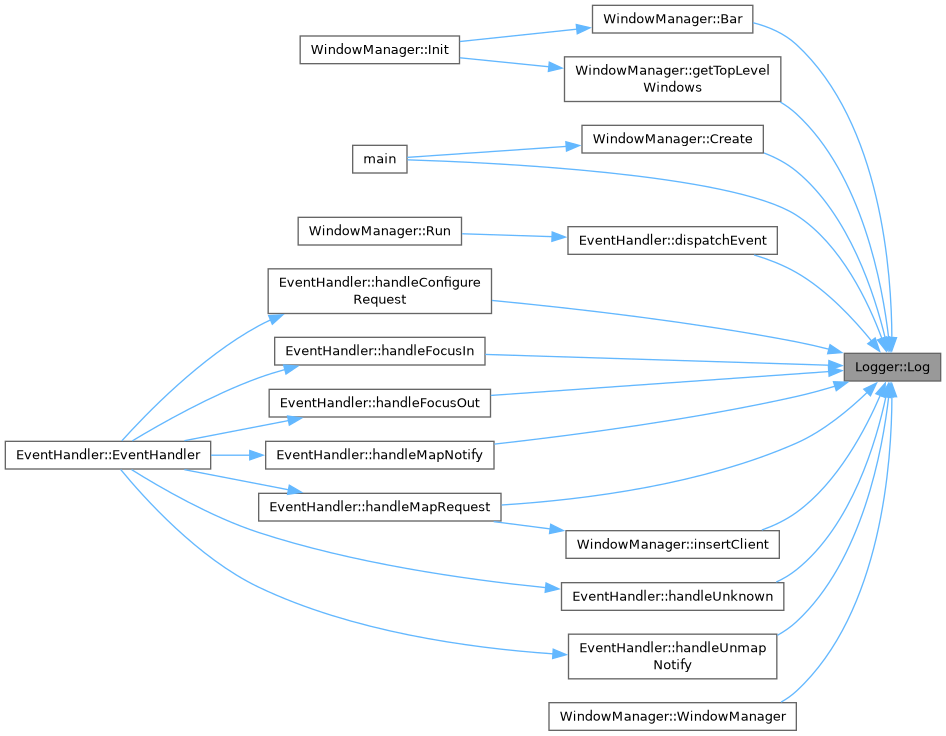 WindowManager::Bar
WindowManager::Init
WindowManager::getTopLevel
Windows
WindowManager::Create
main
WindowManager::Run
EventHandler::dispatchEvent
EventHandler::handleConfigure
Request
EventHandler::handleFocusIn
Logger::Log
EventHandler::handleFocusOut
EventHandler::EventHandler
EventHandler::handleMapNotify
EventHandler::handleMapRequest
WindowManager::insertClient
EventHandler::handleUnknown
EventHandler::handleUnmap
Notify
WindowManager::WindowManager